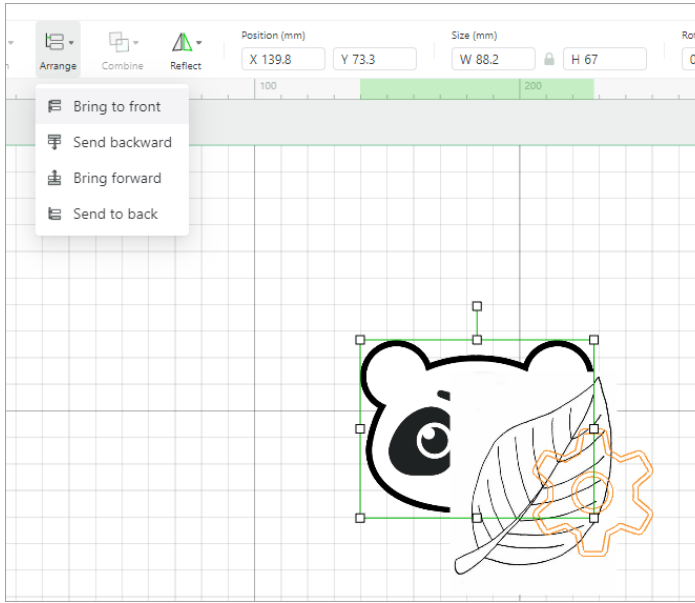 Position (mm)
Size (mm)
X 139.8
Y 73.3
W 88.2
H 67
Arrange
Combine
Reflect
100
200
Bring to front
Send backward
Bring forward
Send to back